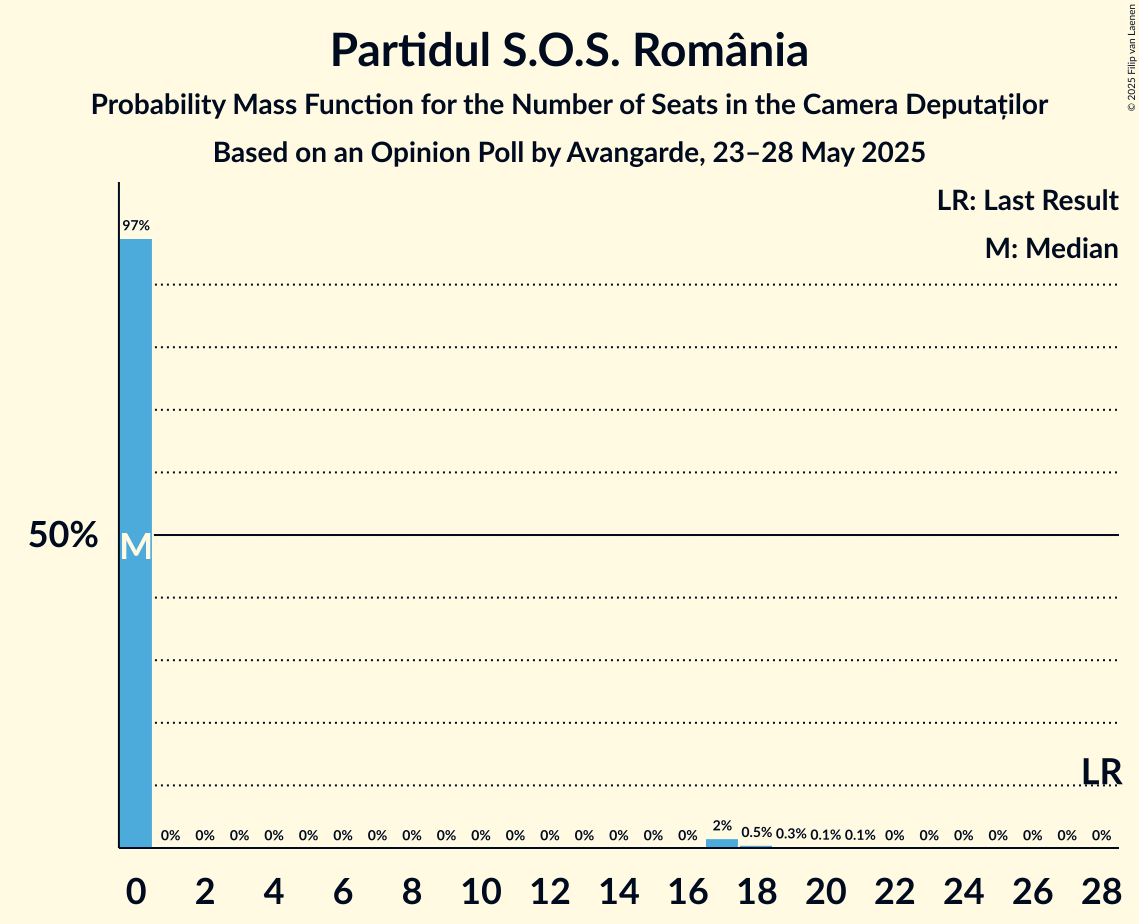 Partidul S.O.S. România
Probability Mass Function for the Number of Seats in the Camera Deputaților
Based on an Opinion Poll by Avangarde, 23–28 May 2025
© 2025 Filip van Laenen
LR: Last Result
M: Median
97%
50%
M
LR
0% 0% 0% 0% 0% 0% 0% 0% 0% 0% 0% 0% 0% 0% 0% 0% 2% 0.5% 0.3% 0.1% 0.1% 0% 0% 0% 0% 0% 0% 0%
0 2 4 6 8 10 12 14 16 18 20 22 24 26 28